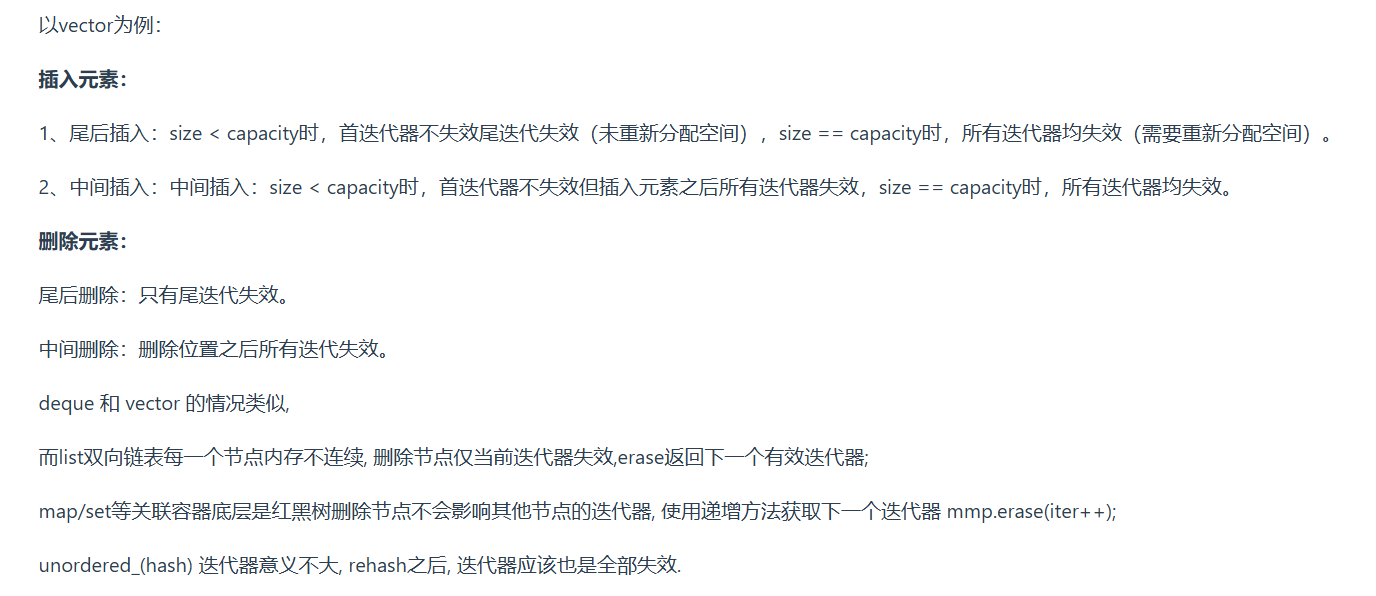 以vector为例：
插入元素：
1、尾后插入：size < capacity时，首迭代器不失效尾迭代失效（未重新分配空间），size == capacity时，所有迭代器均失效（需要重新分配空间）。
2、中间插入：中间插入：size < capacity时，首迭代器不失效但插入元素之后所有迭代器失效，size == capacity时，所有迭代器均失效。
删除元素：
尾后删除：只有尾迭代失效。
中间删除：删除位置之后所有迭代失效。
deque 和 vector 的情况类似,
而list双向链表每一个节点内存不连续, 删除节点仅当前迭代器失效,erase返回下一个有效迭代器;
map/set等关联容器底层是红黑树删除节点不会影响其他节点的迭代器, 使用递增方法获取下一个迭代器 mmp.erase(iter++);
unordered_(hash) 迭代器意义不大, rehash之后, 迭代器应该也是全部失效.